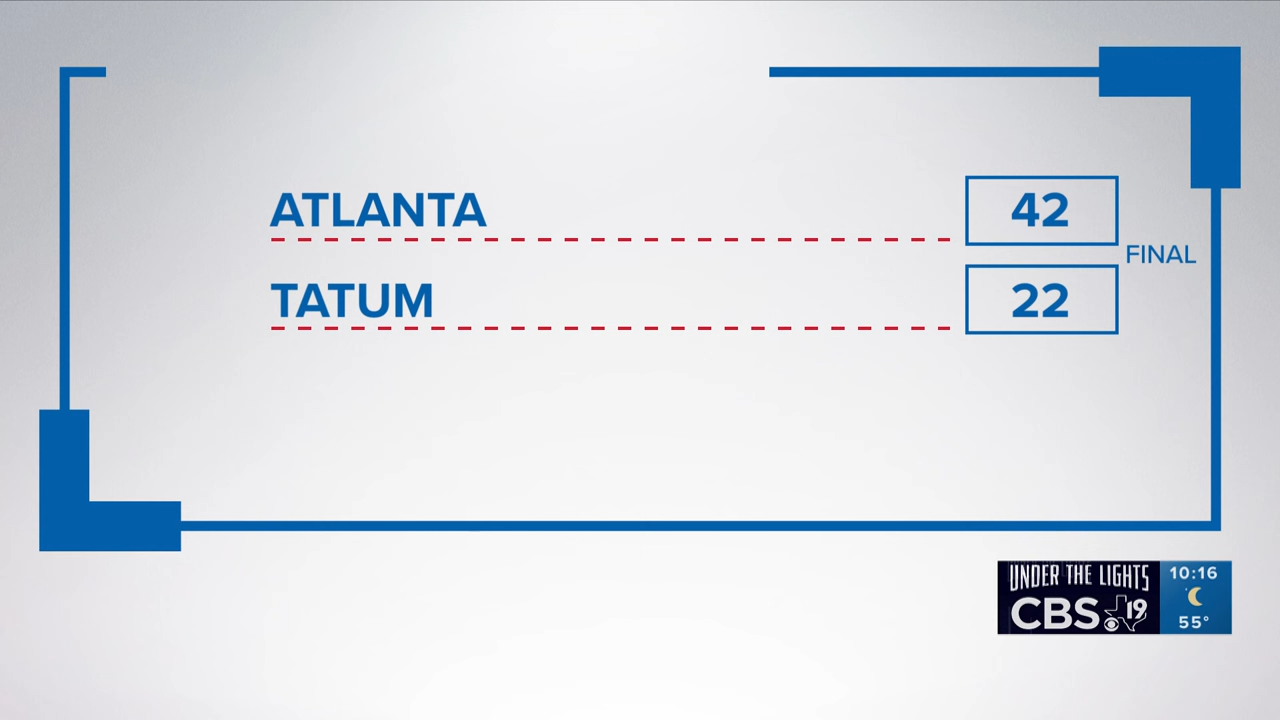 ATLANTA 42
FINAL
TATUM 22
UNDER THE LIGHTS
CBS 19
10:16
55°